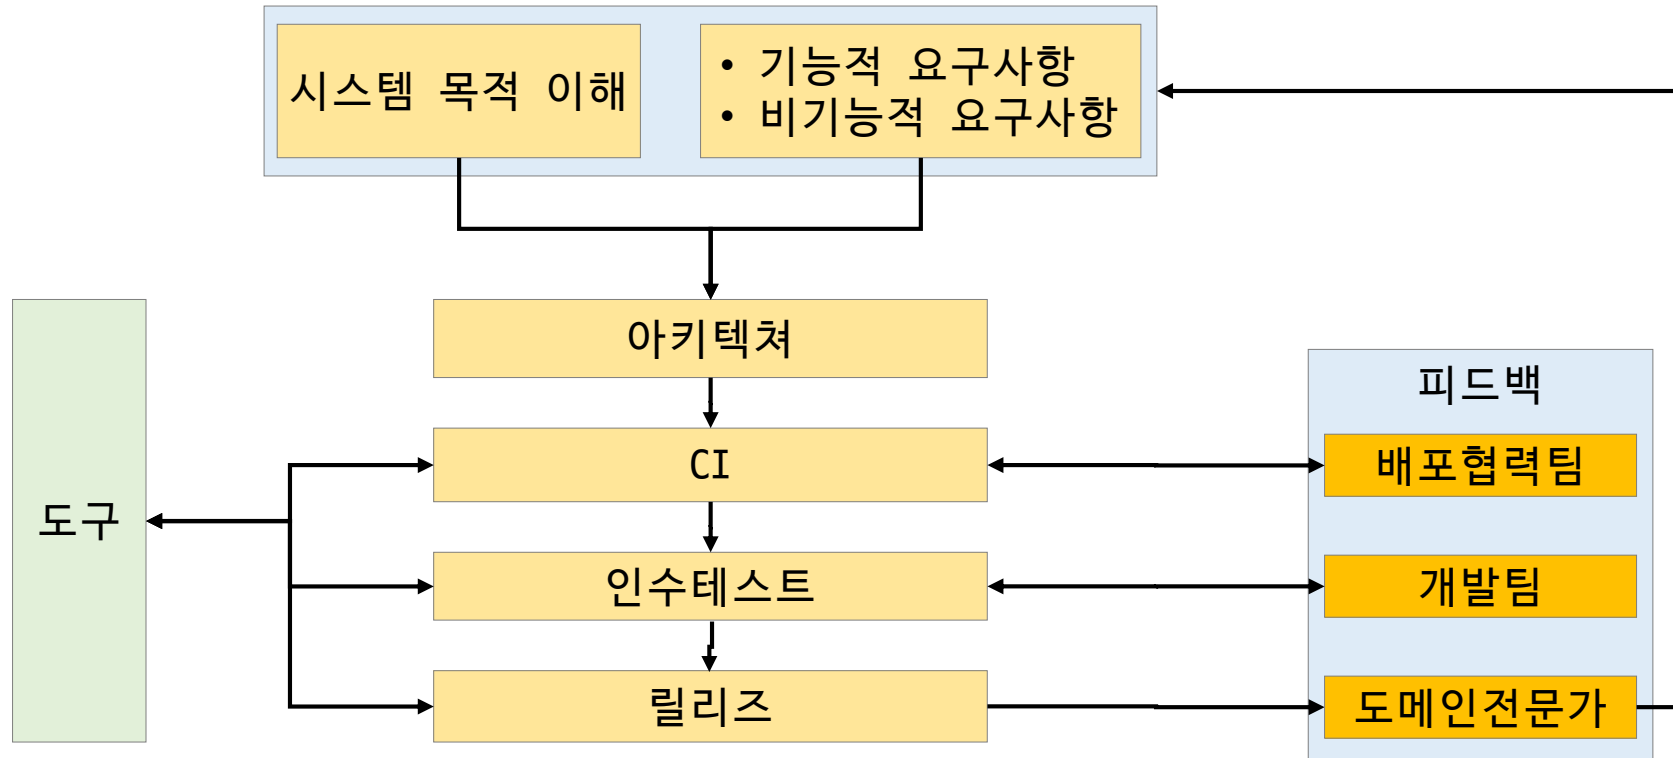 시스템 목적 이해
• 기능적 요구사항
• 비기능적 요구사항
아키텍쳐
피드백
CI
배포협력팀
도구
인수테스트
개발팀
릴리즈
도메인전문가